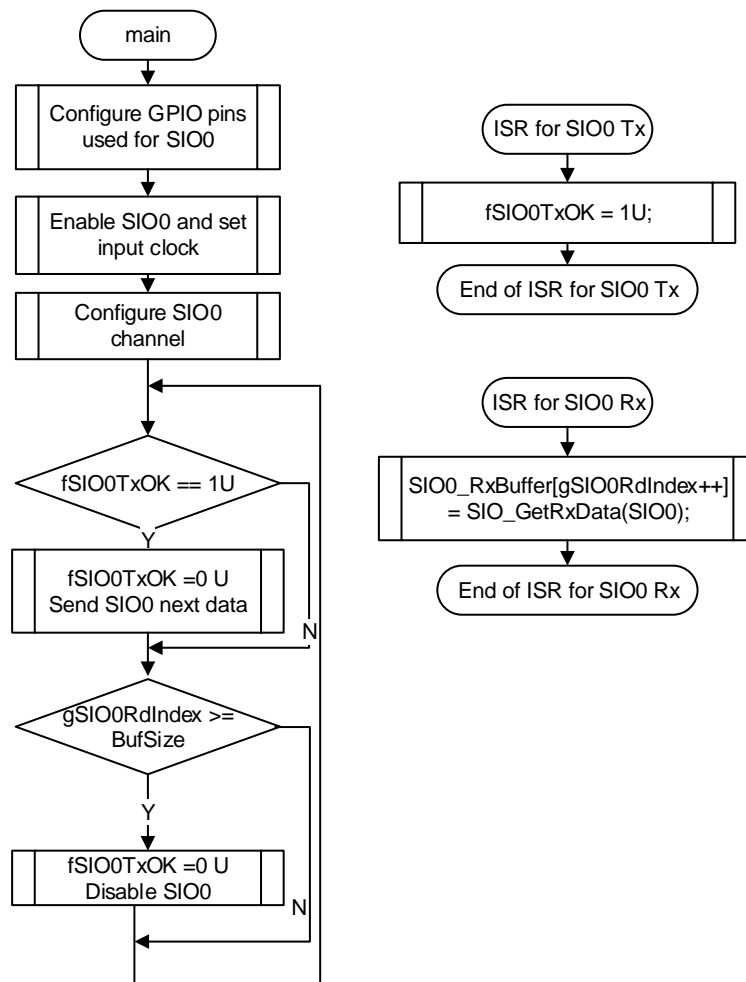 main
Configure GPIO pins
used for SIO0
Enable SIO0 and set
input clock
Configure SIO0
channel
fSIO0TxOK == 1U
Y
fSIO0TxOK =0 U
Send SIO0 next data
N
gSIO0RdIndex >=
BufSize
Y
fSIO0TxOK =0 U
Disable SIO0
N
ISR for SIO0 Tx
fSIO0TxOK = 1U;
End of ISR for SIO0 Tx
ISR for SIO0 Rx
SIO0_RxBuffer[gSIO0RdIndex++]
= SIO_GetRxData(SIO0);
End of ISR for SIO0 Rx